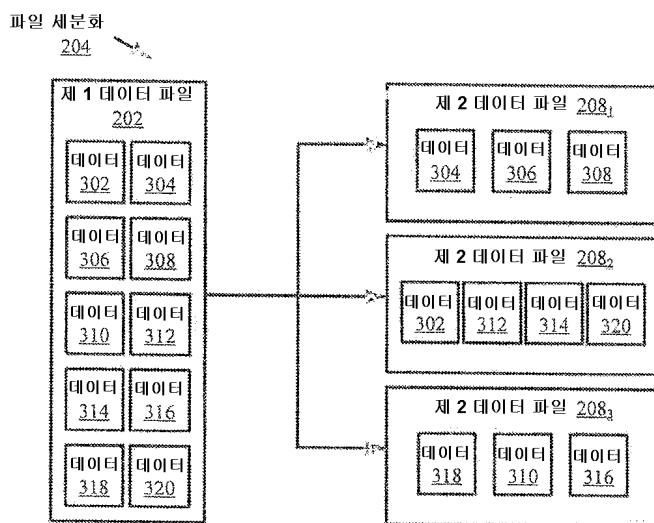 파일 세분화
204
제 1 데이터 파일
202
데이터 데이터
302 304
데이터 데이터
306 308
데이터 데이터
310 312
데이터 데이터
314 316
데이터 데이터
318 320
제 2 데이터 파일 208₁
데이터 데이터 데이터
304 306 308
제 2 데이터 파일 208₂
데이터 데이터 데이터 데이터
302 312 314 320
제 2 데이터 파일 208₃
데이터 데이터 데이터
318 310 316